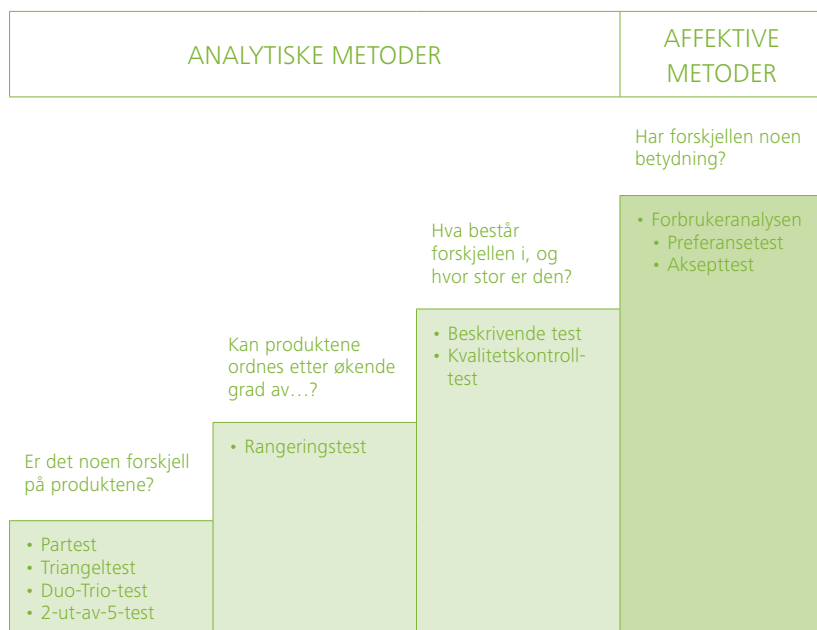 ANALYTISKE METODER
AFFEKTIVE
METODER
Er det noen forskjell
på produktene?
• Partest
• Triangeltest
• Duo-Trio-test
• 2-ut-av-5-test
Kan produktene
ordnes etter økende
grad av…?
• Rangeringstest
Hva består
forskjellen i, og
hvor stor er den?
• Beskrivende test
• Kvalitetskontroll-
test
Har forskjellen noen
betydning?
• Forbrukeranalysen
• Preferansetest
• Aksepttest